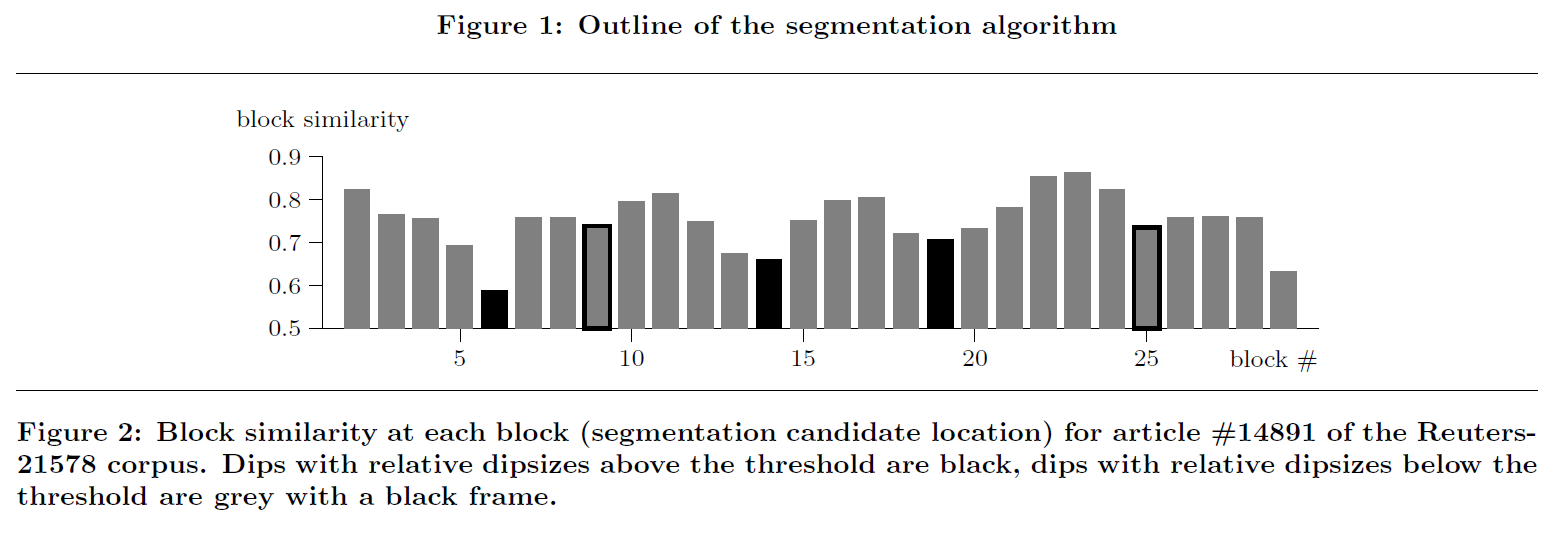 Figure 1: Outline of the segmentation algorithm
block similarity
0.9
0.8
0.7
0.6
0.5
5 10 15 20 25 block #
Figure 2: Block similarity at each block (segmentation candidate location) for article #14891 of the Reuters-
21578 corpus. Dips with relative dipsizes above the threshold are black, dips with relative dipsizes below the
threshold are grey with a black frame.